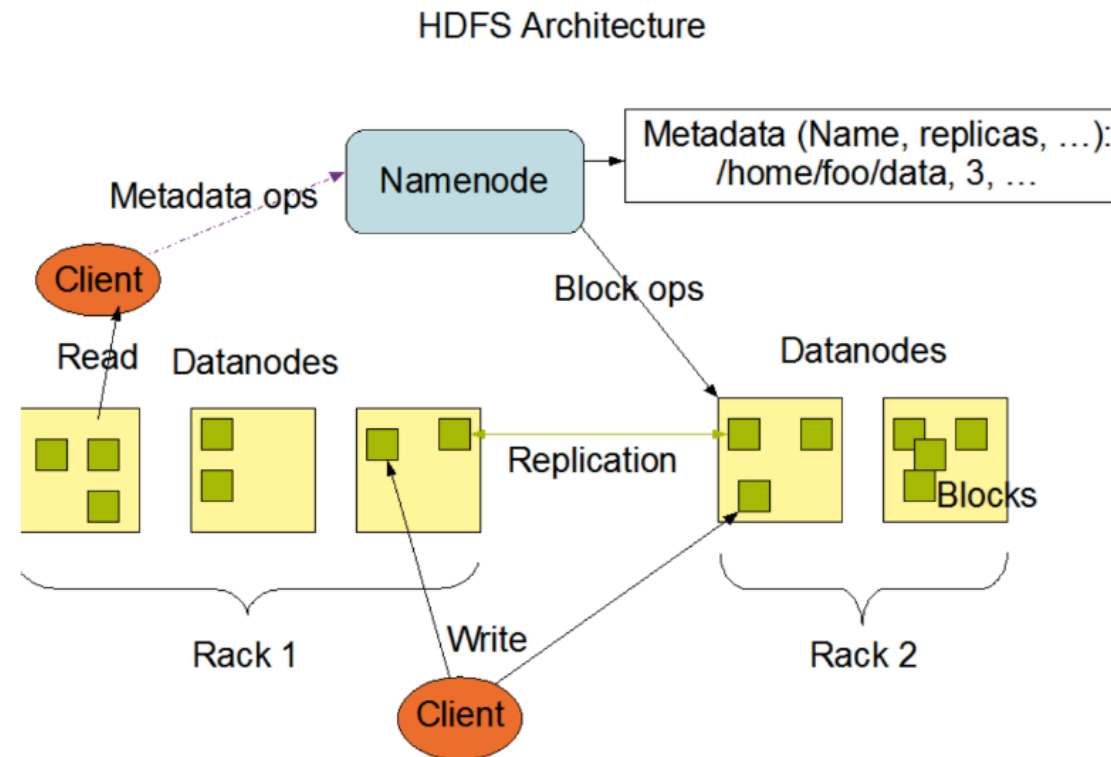 HDFS Architecture
Metadata (Name, replicas, …):
/home/foo/data, 3, …
Namenode
Metadata ops
Client
Block ops
Read
Datanodes
Datanodes
Replication
Blocks
Rack 1
Write
Rack 2
Client